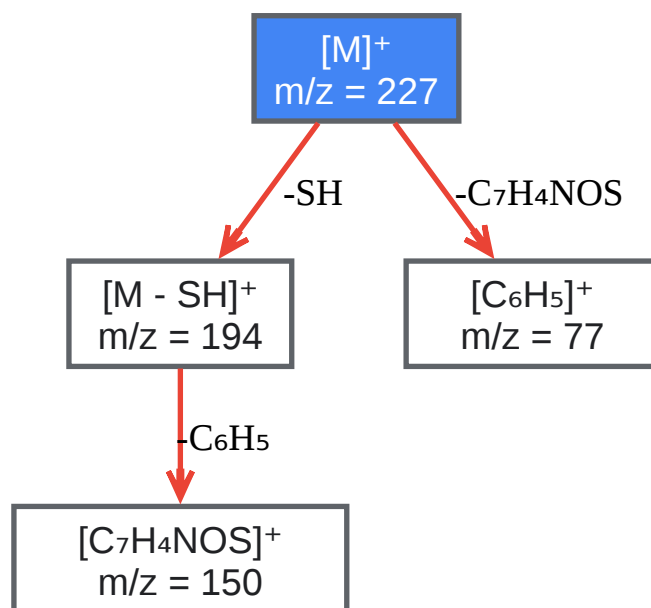 [M]⁺
m/z = 227
-SH
-C₇H₄NOS
[M - SH]⁺
m/z = 194
[C₆H₅]⁺
m/z = 77
-C₆H₅
[C₇H₄NOS]⁺
m/z = 150